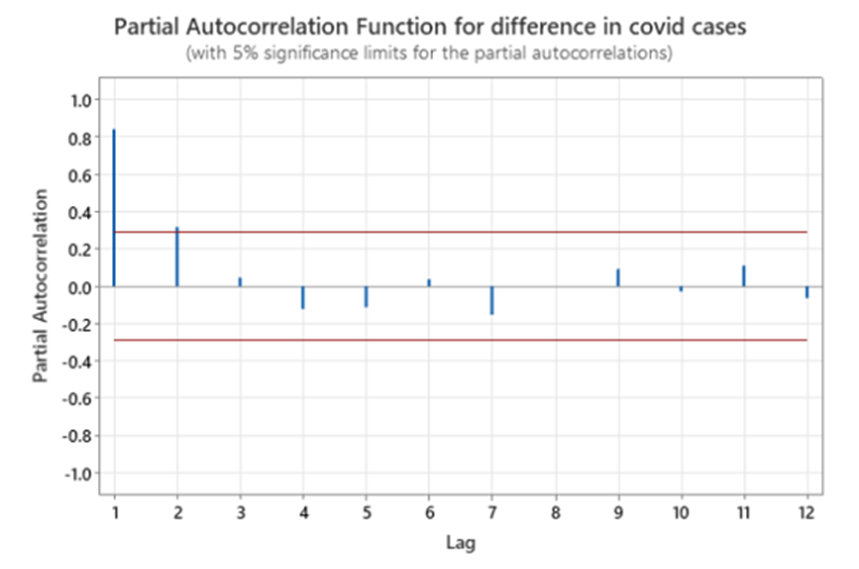 Partial Autocorrelation Function for difference in covid cases
(with 5% significance limits for the partial autocorrelations)
1.0
0.8
0.6
0.4
0.2
0.0
-0.2
-0.4
-0.6
-0.8
-1.0
Partial Autocorrelation
1 2 3 4 5 6 7 8 9 10 11 12
Lag